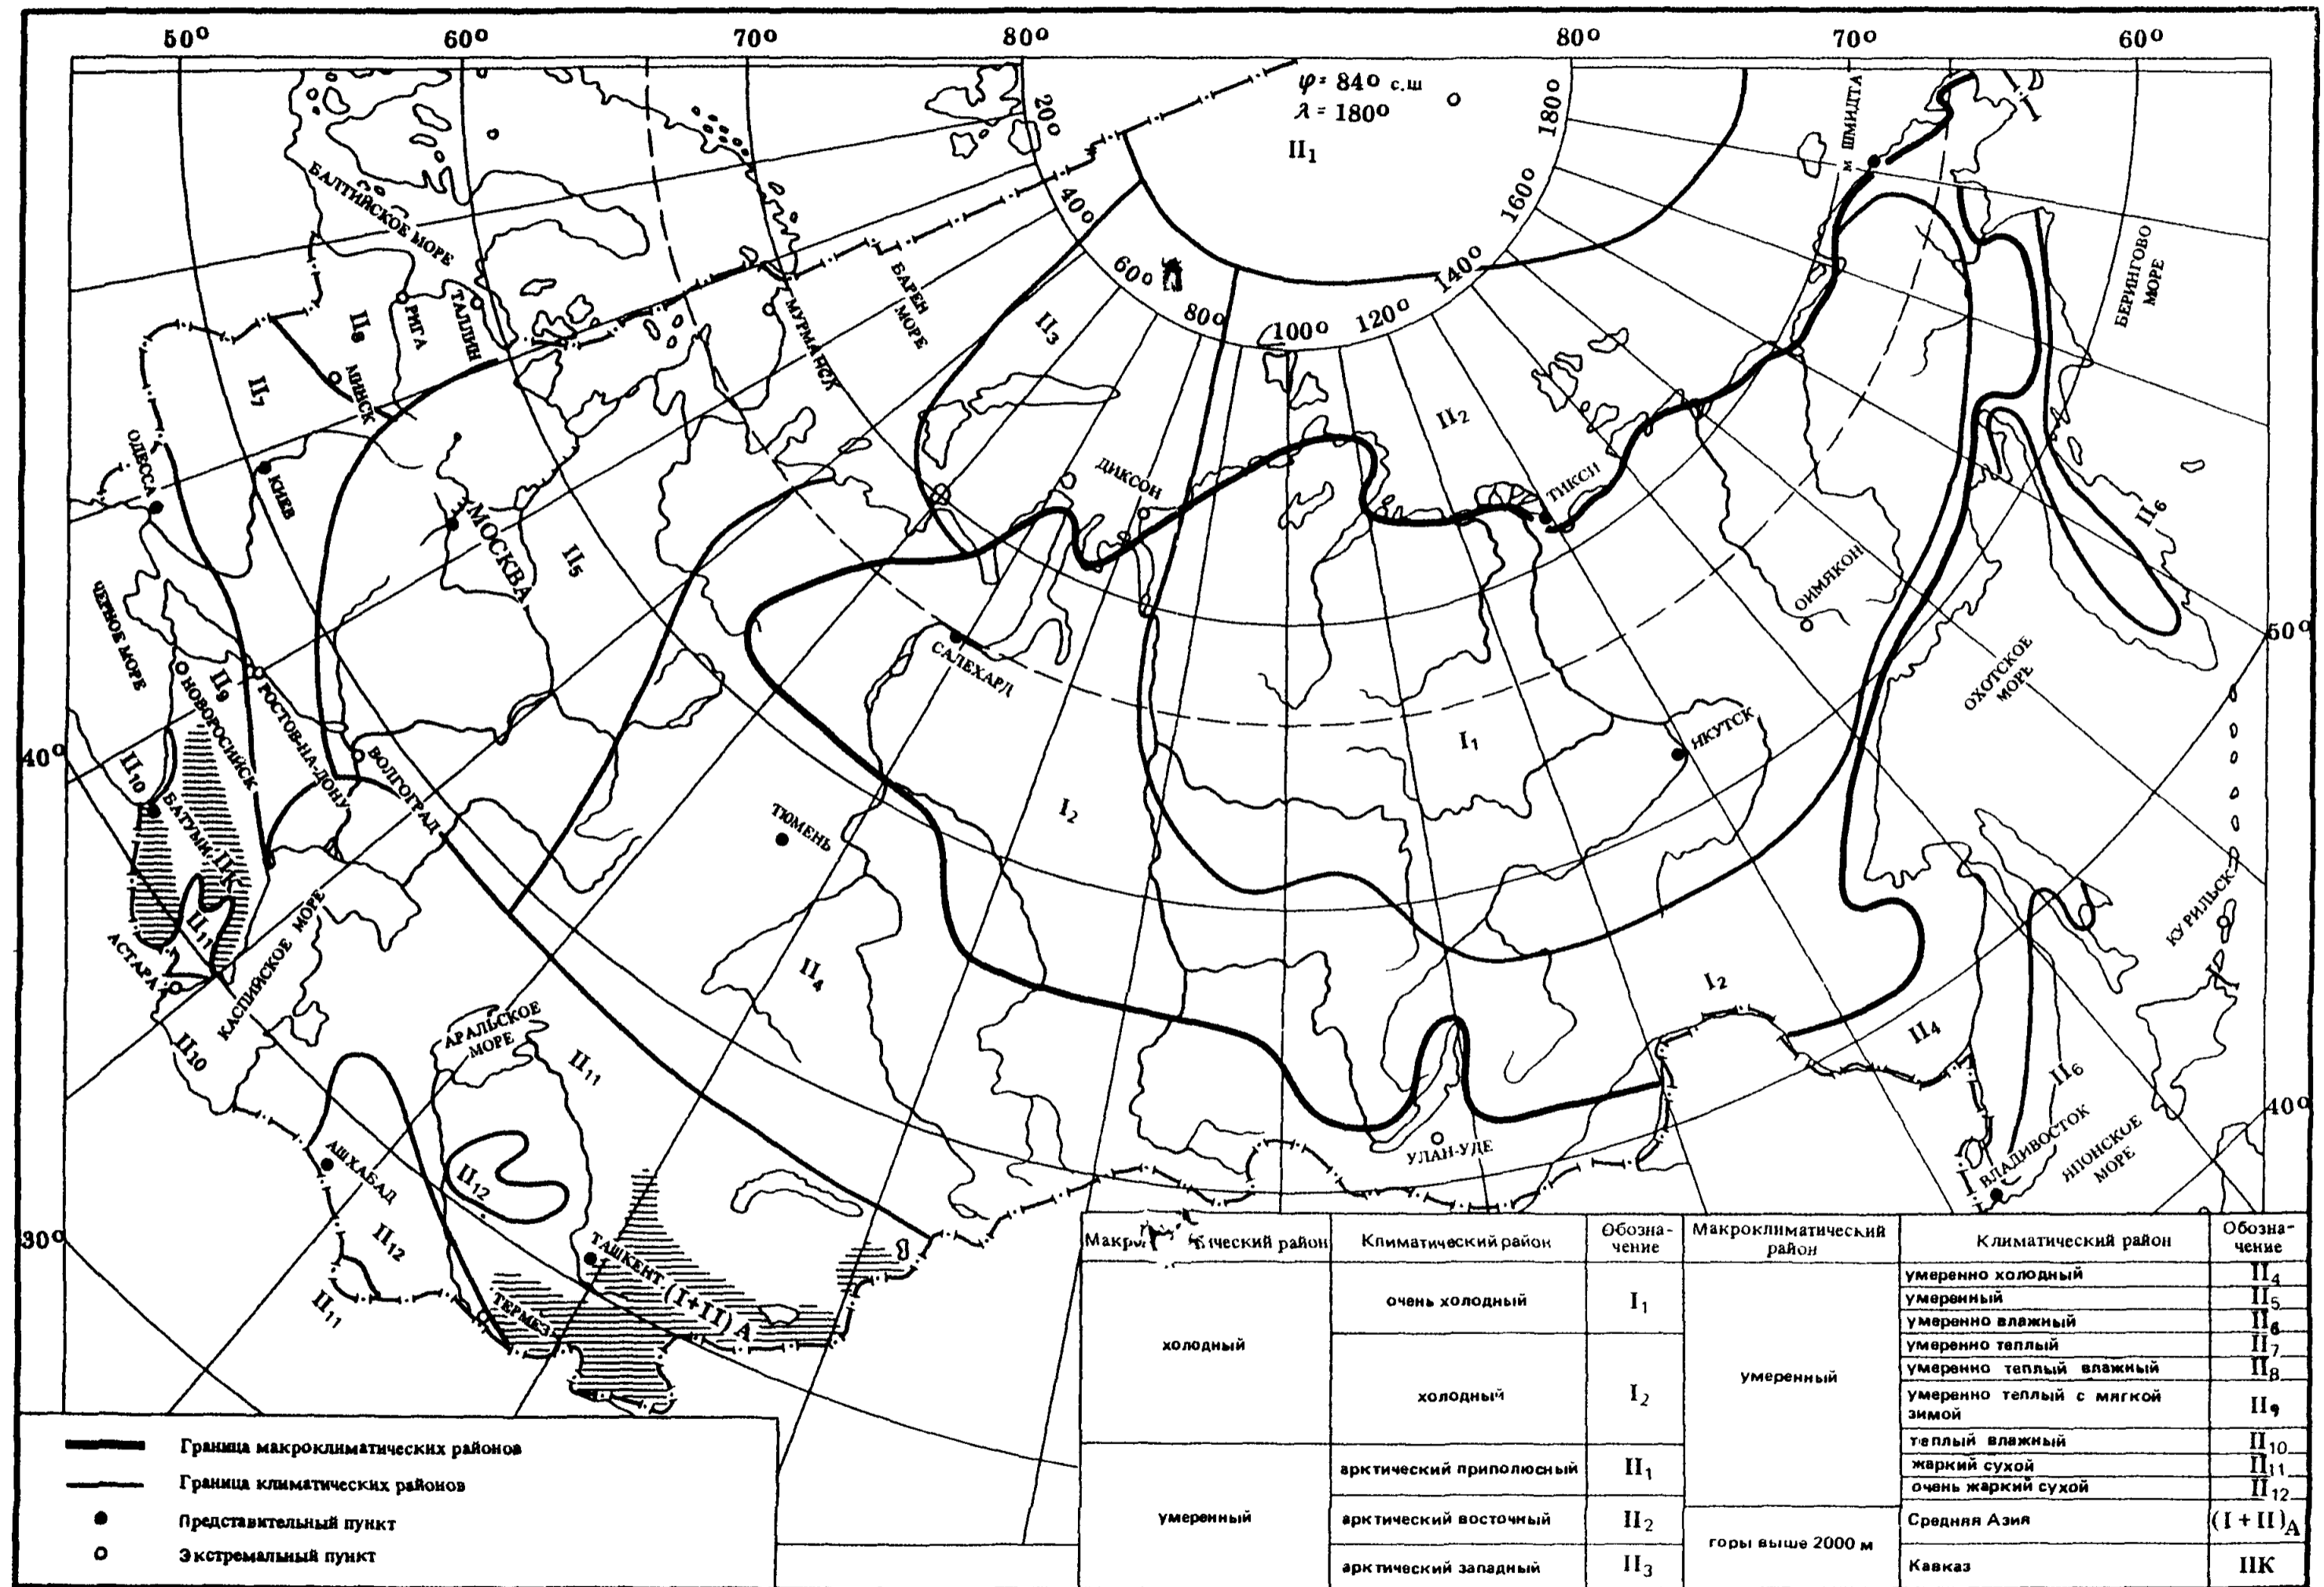 50° 60° 70° 80° 80° 70° 60°
φ = 84° с.ш
λ = 180°
II₁
20°
40°
60°
80°
100°
120°
140°
160°
180°
м ШМИДТА
БАЛТИЙСКОЕ МОРЕ
БАРЕН
МОРЕ
БЕРИНГОВО
МОРЕ
МУРМАНСК
РИГА
ТАЛЛИН
II₈
II₃
II₇
МИНСК
II₂
ОДЕССА
КИЕВ
МОСКВА
ДИКСОН
ТИКСИ
II₆
II₅
ОИМЯКОН
ЧЕРНОЕ МОРЕ
САЛЕХАРД
ОХОТСКОЕ
МОРЕ
50°
II₉
НОВОРОСИЙСК
РОСТОВ-НА-ДОНУ
ВОЛГОГРАД
ЯКУТСК
I₁
40°
II₁₀
БАТУМИ
IIК
ТЮМЕНЬ
I₂
КУРИЛЬСК
II₁₁
АСТАРА
КАСПИЙСКОЕ МОРЕ
II₄
I₂
АРАЛЬСКОЕ
МОРЕ
II₁₀
II₁₁
II₄
II₆
40°
АШХАБАД
II₁₂
УЛАН-УДЕ
ВЛАДИВОСТОК
ЯПОНСКОЕ
МОРЕ
30°
II₁₂
ТАШКЕНТ
(I+II)А
II₁₁
ТЕРМЕЗ
Граница макроклиматических районов
Граница климатических районов
Представительный пункт
Экстремальный пункт
район Климатический район Обозна-
чение
Макроклиматический
район Климатический район Обозна-
чение
холодный
очень холодный I₁
холодный I₂
умеренный
арктический приполюсный II₁
арктический восточный II₂
арктический западный II₃
умеренный
умеренно холодный II₄
умеренный II₅
умеренно влажный II₆
умеренно теплый II₇
умеренно теплый влажный II₈
умеренно теплый с мягкой
зимой II₉
теплый влажный II₁₀
жаркий сухой II₁₁
очень жаркий сухой II₁₂
горы выше 2000 м
Средняя Азия (I + II)А
Кавказ IIК